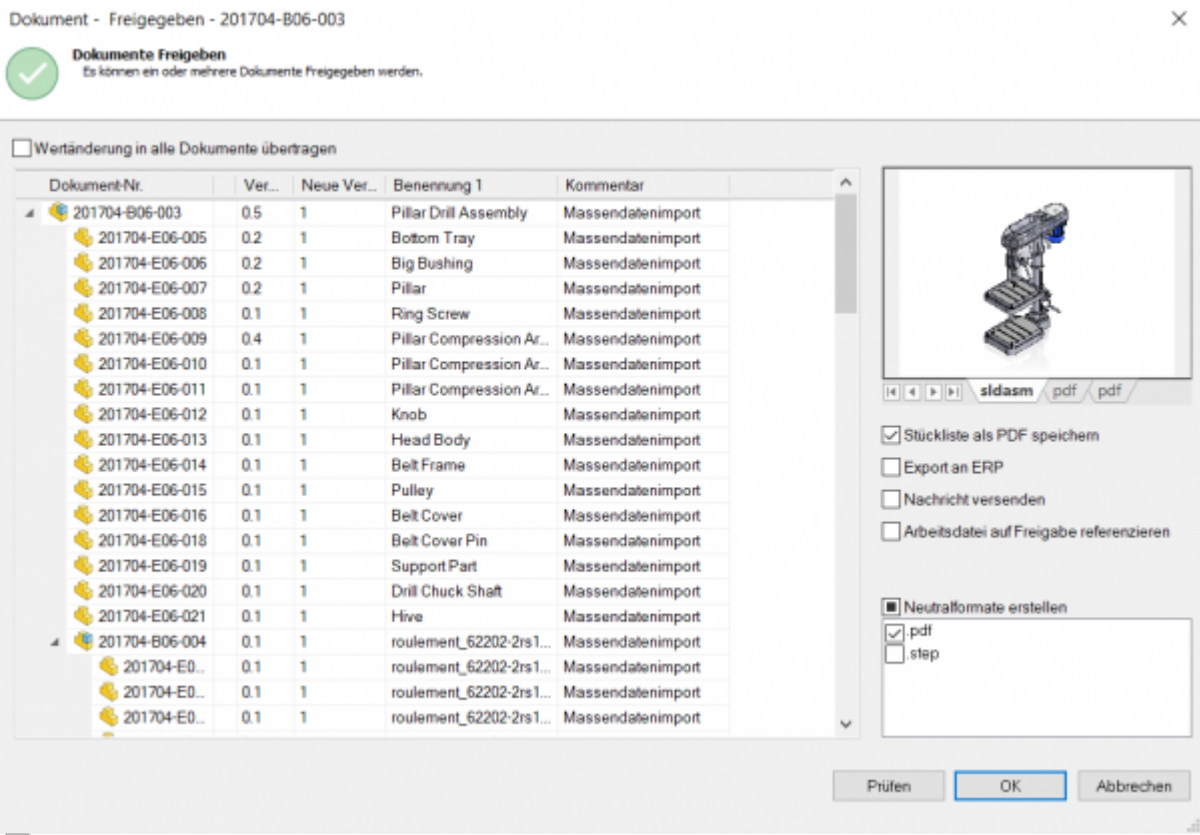 Dokument - Freigegeben - 201704-B06-003
Dokumente Freigeben
Es können ein oder mehrere Dokumente Freigegeben werden.
Wertänderung in alle Dokumente übertragen
Dokument-Nr. Ver... Neue Ver... Benennung 1 Kommentar
201704-B06-003 0.5 1 Pillar Drill Assembly Massendatenimport
201704-E06-005 0.2 1 Bottom Tray Massendatenimport
201704-E06-006 0.2 1 Big Bushing Massendatenimport
201704-E06-007 0.2 1 Pillar Massendatenimport
201704-E06-008 0.1 1 Ring Screw Massendatenimport
201704-E06-009 0.4 1 Pillar Compression Ar... Massendatenimport
201704-E06-010 0.1 1 Pillar Compression Ar... Massendatenimport
201704-E06-011 0.1 1 Pillar Compression Ar... Massendatenimport
201704-E06-012 0.1 1 Knob Massendatenimport
201704-E06-013 0.1 1 Head Body Massendatenimport
201704-E06-014 0.1 1 Belt Frame Massendatenimport
201704-E06-015 0.1 1 Pulley Massendatenimport
201704-E06-016 0.1 1 Belt Cover Massendatenimport
201704-E06-018 0.1 1 Belt Cover Pin Massendatenimport
201704-E06-019 0.1 1 Support Part Massendatenimport
201704-E06-020 0.1 1 Drill Chuck Shaft Massendatenimport
201704-E06-021 0.1 1 Hive Massendatenimport
201704-B06-004 0.1 1 roulement_62202-2rs1... Massendatenimport
201704-E0... 0.1 1 roulement_62202-2rs1... Massendatenimport
201704-E0... 0.1 1 roulement_62202-2rs1... Massendatenimport
201704-E0... 0.1 1 roulement_62202-2rs1... Massendatenimport
sldasm pdf pdf
Stückliste als PDF speichern
Export an ERP
Nachricht versenden
Arbeitsdatei auf Freigabe referenzieren
Neutralformate erstellen
.pdf
.step
Prüfen OK Abbrechen